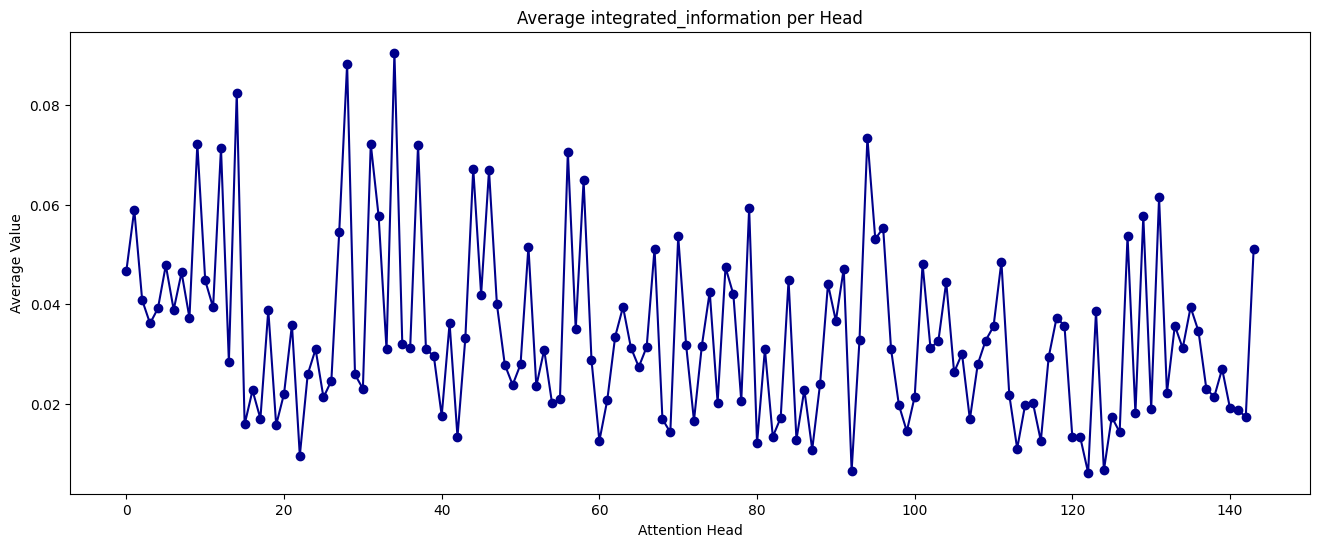 Average integrated_information per Head
Average Value
0.08
0.06
0.04
0.02
0 20 40 60 80 100 120 140
Attention Head